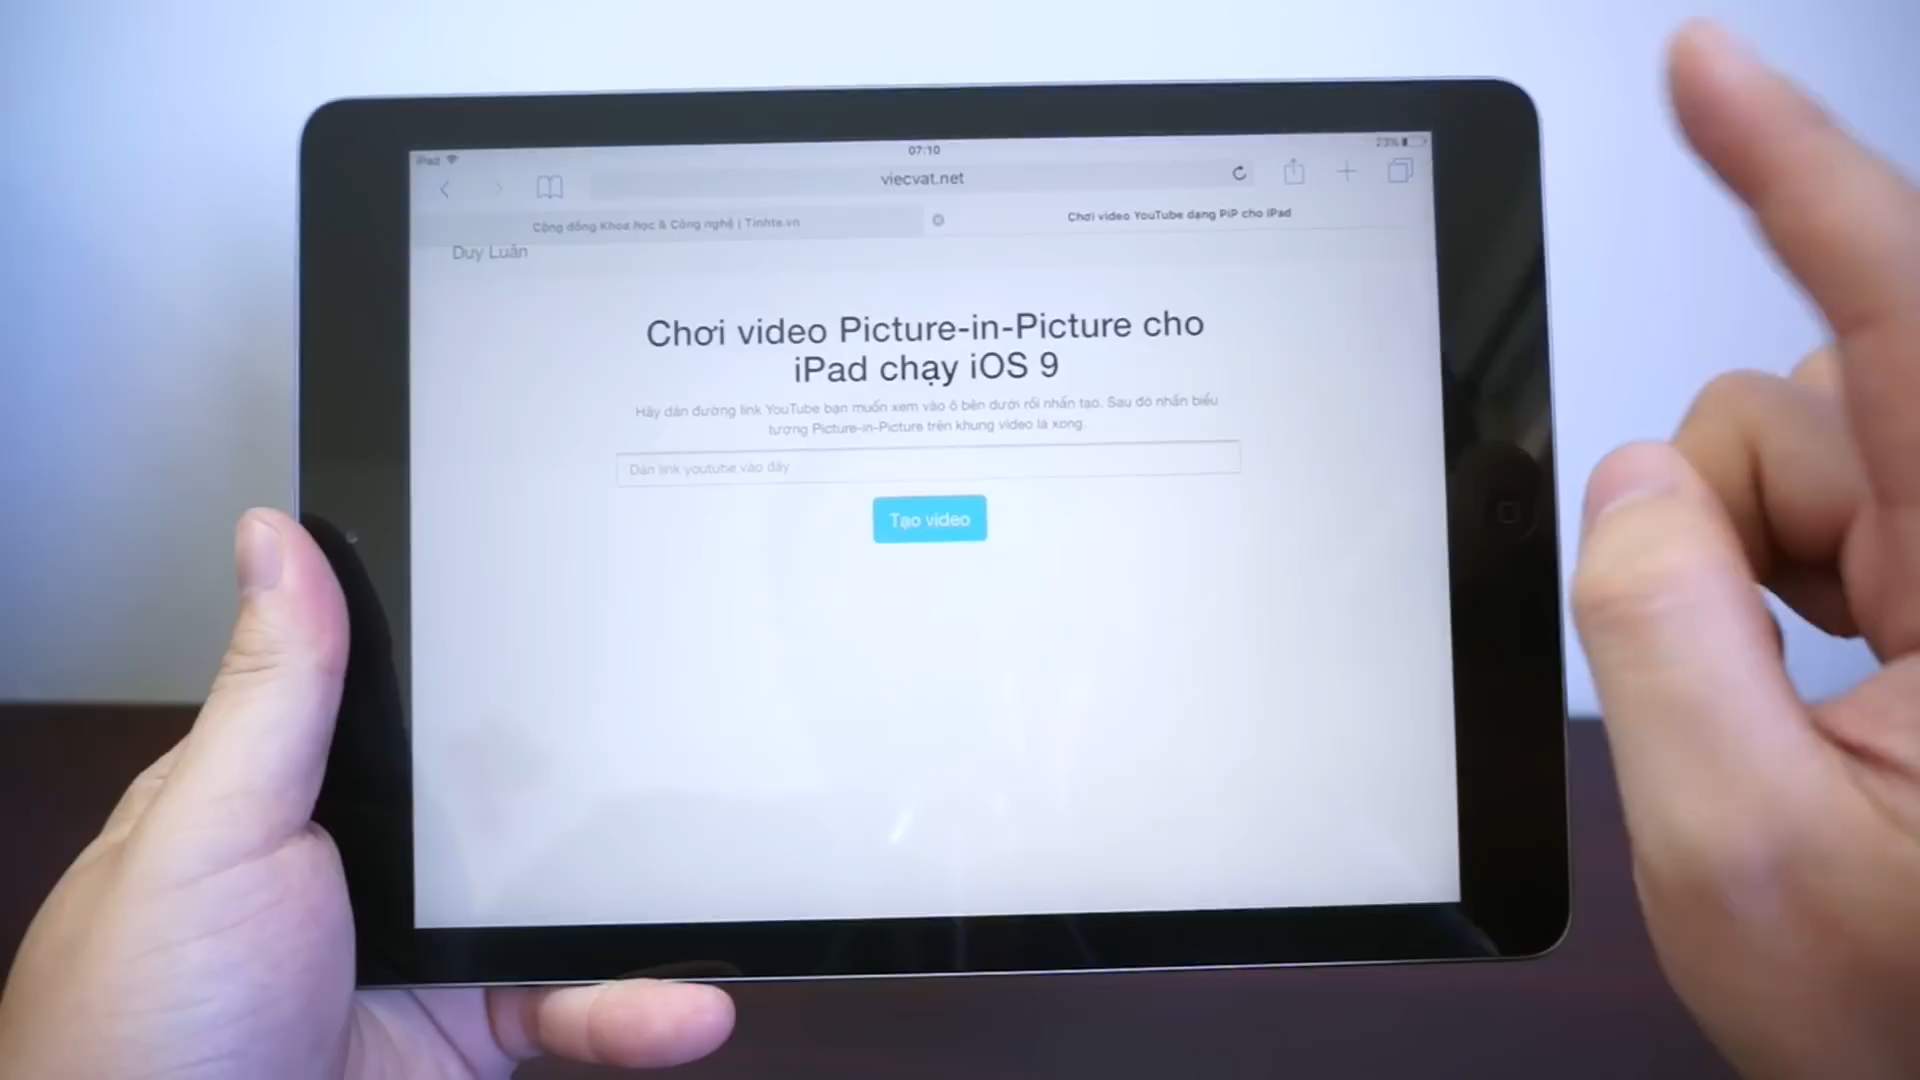 iPad
07:10
23%
viecvat.net
Cộng đồng Khoa học & Công nghệ | Tinhte.vn
Chơi video YouTube dạng PiP cho iPad
Duy Luân
Chơi video Picture-in-Picture cho
iPad chạy iOS 9
Hãy dán đường link YouTube bạn muốn xem vào ô bên dưới rồi nhấn tạo. Sau đó nhấn biểu
tượng Picture-in-Picture trên khung video là xong.
Dán link youtube vào đây
Tạo video